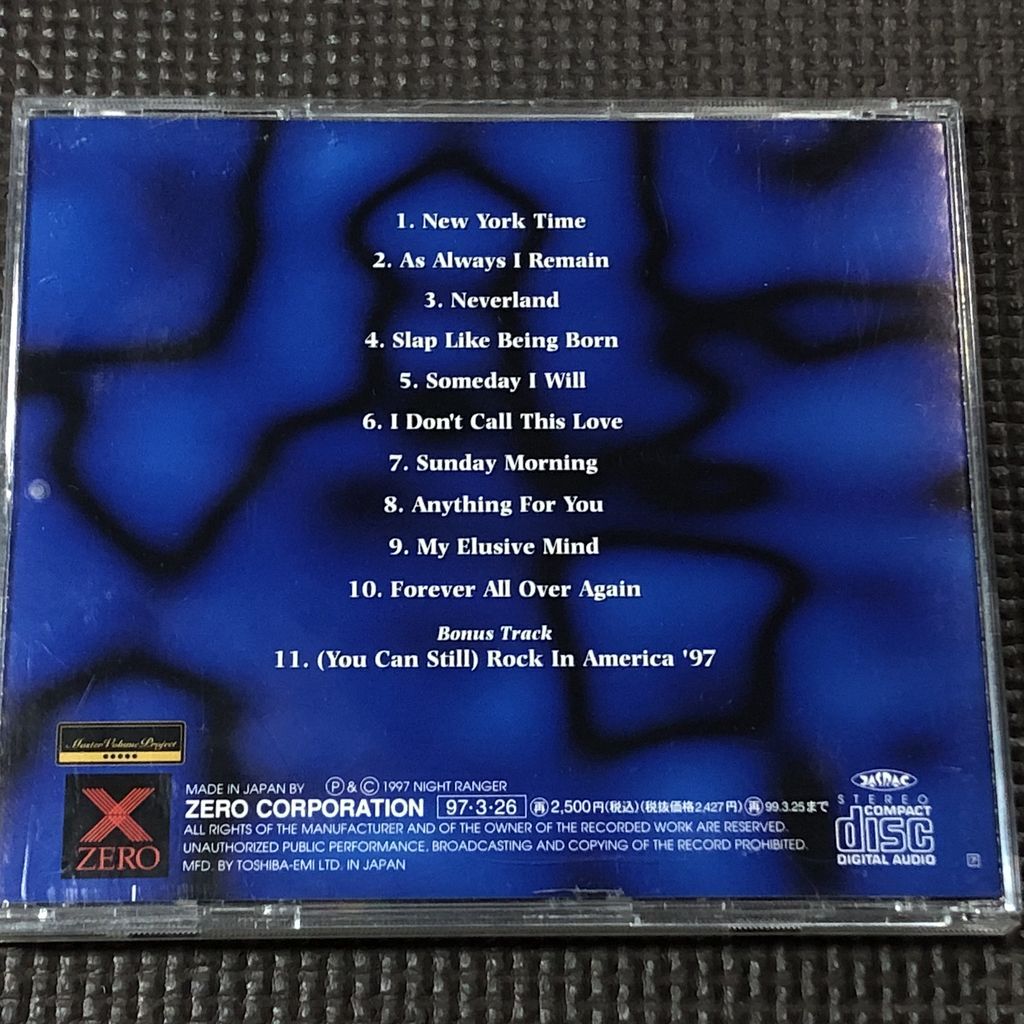 1. New York Time
2. As Always I Remain
3. Neverland
4. Slap Like Being Born
5. Someday I Will
6. I Don't Call This Love
7. Sunday Morning
8. Anything For You
9. My Elusive Mind
10. Forever All Over Again
Bonus Track
11. (You Can Still) Rock In America '97
Master Volume Project
ZERO
MADE IN JAPAN BY Ⓟ & Ⓒ 1997 NIGHT RANGER
ZERO CORPORATION 97・3・26 ㊢2,500円(税込)(税抜価格2,427円) 再 99.3.25まで
ALL RIGHTS OF THE MANUFACTURER AND OF THE OWNER OF THE RECORDED WORK ARE RESERVED.
UNAUTHORIZED PUBLIC PERFORMANCE, BROADCASTING AND COPYING OF THE RECORD PROHIBITED.
MFD. BY TOSHIBA-EMI LTD. IN JAPAN
JASRAC
STEREO
COMPACT
disc
DIGITAL AUDIO